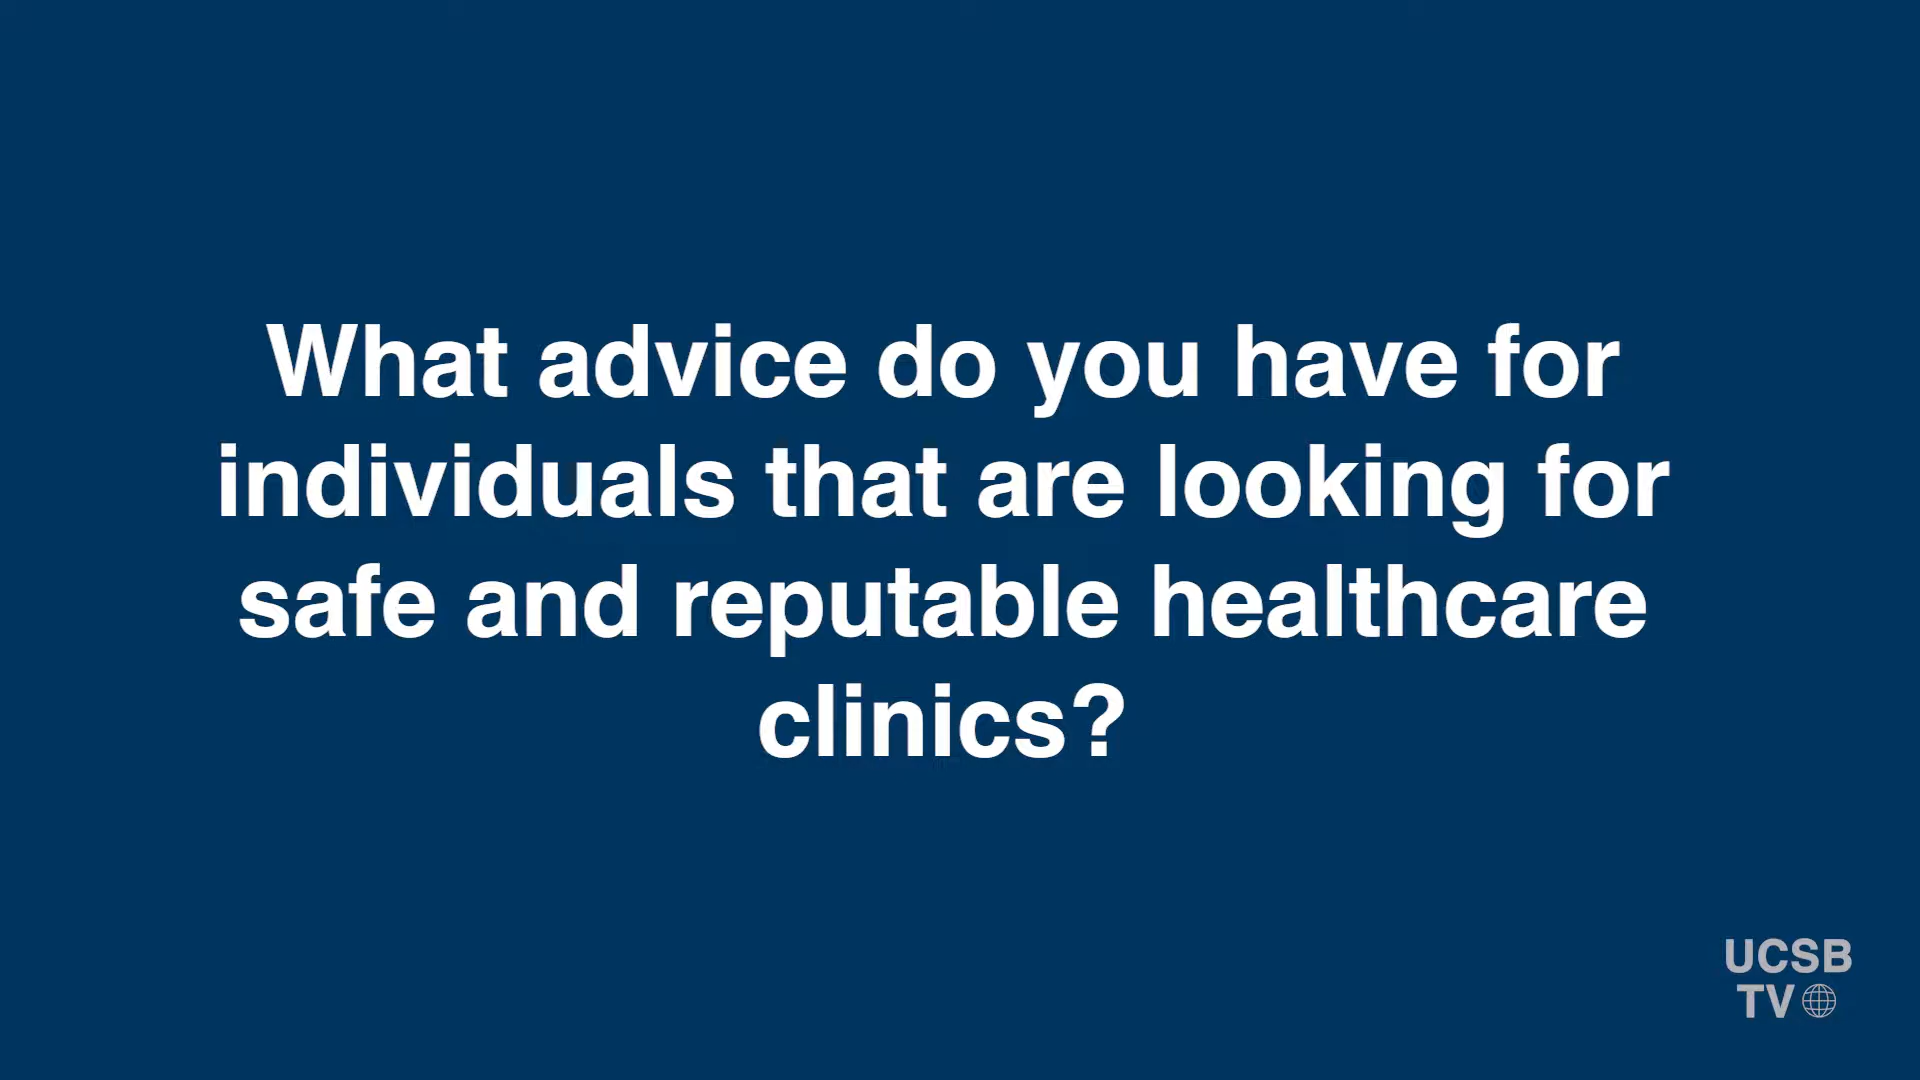 What advice do you have for
individuals that are looking for
safe and reputable healthcare
clinics?
UCSB
TV